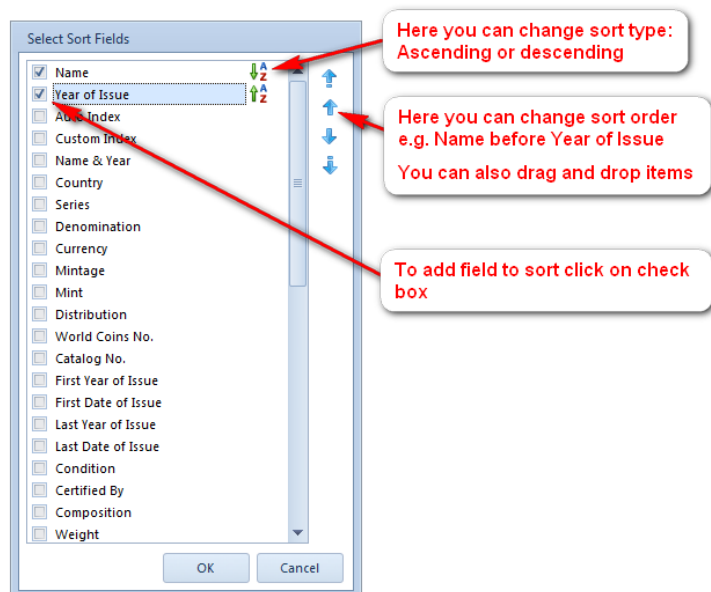 Select Sort Fields
Name
Year of Issue
Auto Index
Custom Index
Name & Year
Country
Series
Denomination
Currency
Mintage
Mint
Distribution
World Coins No.
Catalog No.
First Year of Issue
First Date of Issue
Last Year of Issue
Last Date of Issue
Condition
Certified By
Composition
Weight
OK
Cancel
Here you can change sort type:
Ascending or descending
Here you can change sort order
e.g. Name before Year of Issue
You can also drag and drop items
To add field to sort click on check
box